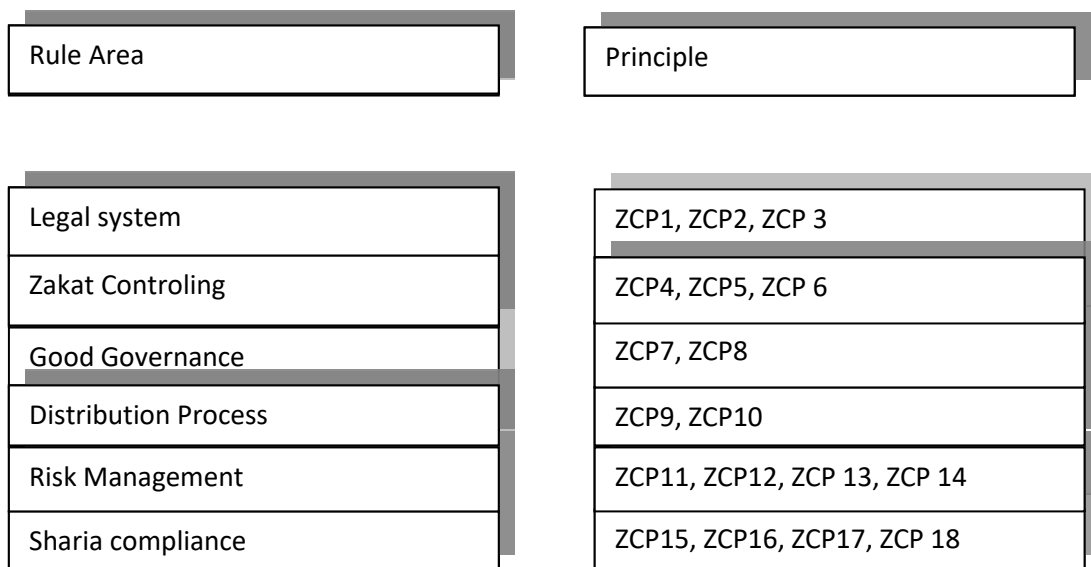 Rule Area
Principle
Legal system
ZCP1, ZCP2, ZCP 3
Zakat Controling
ZCP4, ZCP5, ZCP 6
Good Governance
ZCP7, ZCP8
Distribution Process
ZCP9, ZCP10
Risk Management
ZCP11, ZCP12, ZCP 13, ZCP 14
Sharia compliance
ZCP15, ZCP16, ZCP17, ZCP 18